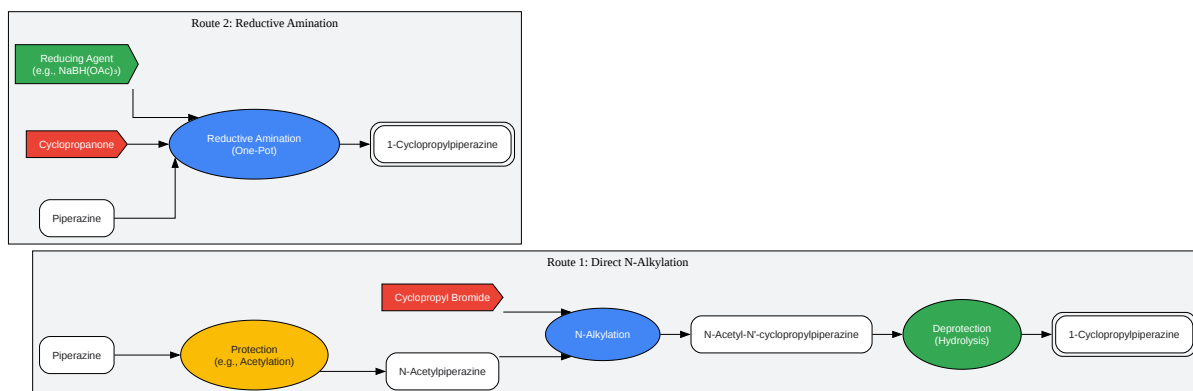 Route 2: Reductive Amination
Reducing Agent
(e.g., NaBH(OAc)₃)
Cyclopropanone
Reductive Amination
(One-Pot)
1-Cyclopropylpiperazine
Piperazine
Route 1: Direct N-Alkylation
Cyclopropyl Bromide
Piperazine
Protection
(e.g., Acetylation)
N-Acetylpiperazine
N-Alkylation
N-Acetyl-N'-cyclopropylpiperazine
Deprotection
(Hydrolysis)
1-Cyclopropylpiperazine